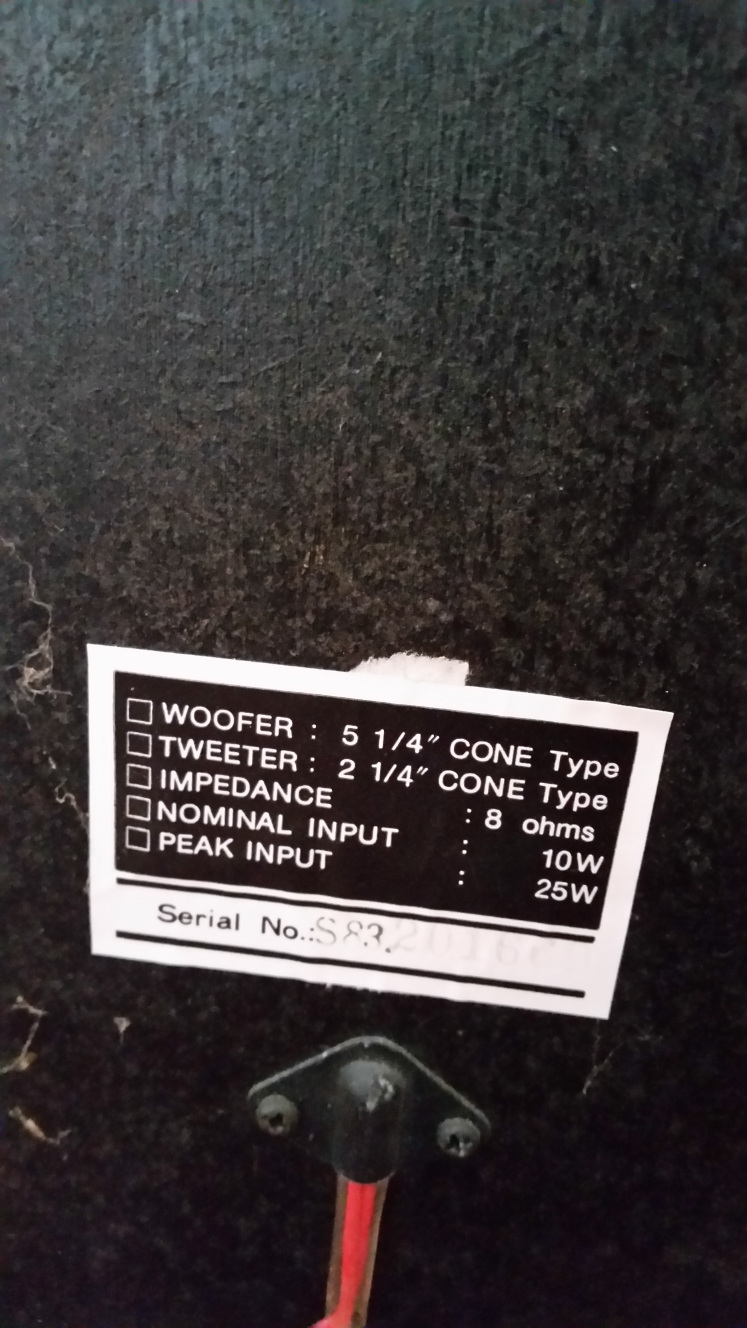 WOOFER : 5 1/4" CONE Type
TWEETER : 2 1/4" CONE Type
IMPEDANCE : 8 ohms
NOMINAL INPUT : 10W
PEAK INPUT : 25W
Serial No.: